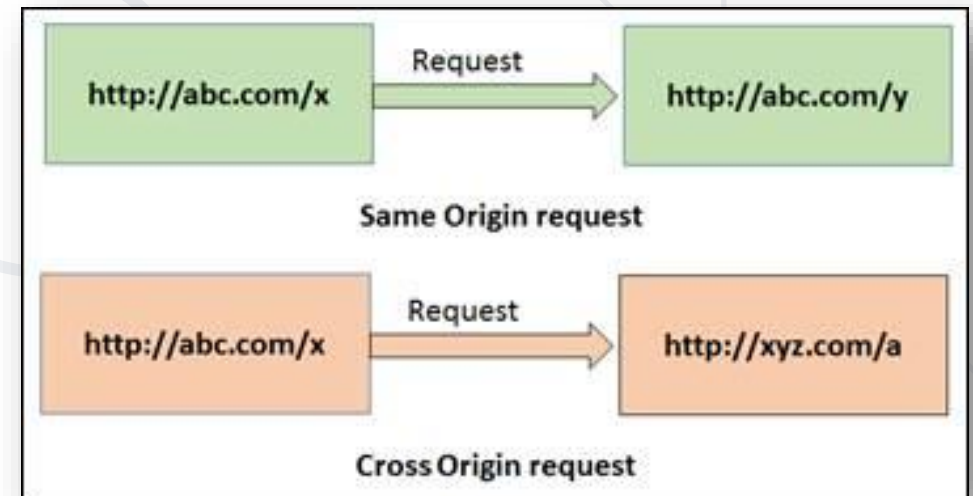 Request
http://abc.com/x http://abc.com/y
Same Origin request
Request
http://abc.com/x http://xyz.com/a
Cross Origin request